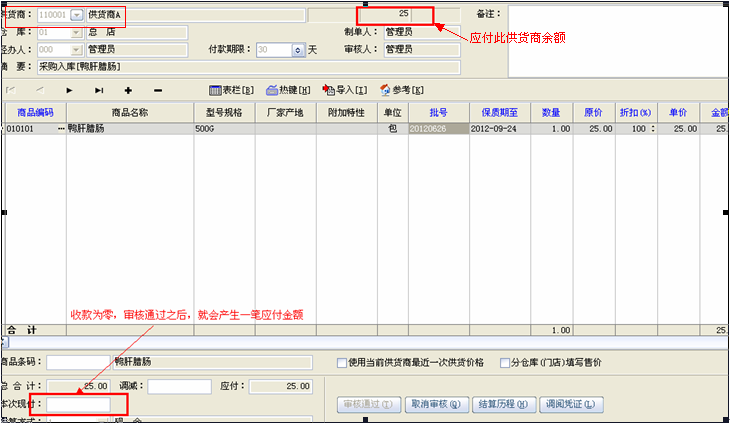 供货商： 110001 供货商A 25 备注：
仓 库： 01 总 店 制单人： 管理员
应付此供货商余额
经办人： 000 管理员 付款期限： 30 天 审核人： 管理员
摘 要： 采购入库[鸭肝腊肠]
表栏[B] 热键[H] 导入[I] 参考[K]
商品编码 商品名称 型号规格 厂家产地 附加特性 单位 批号 保质期至 数量 原价 折扣(%) 单价 金额
010101 ... 鸭肝腊肠 500G 包 20120626 2012-09-24 1.00 25.00 100 : 25.00 25.
收款为零，审核通过之后，就会产生一笔应付金额
合 计 1.00 25.
商品条码： 鸭肝腊肠 使用当前供货商最近一次供货价格 分仓库(门店)填写售价
总 合 计： 25.00 调减： 应付： 25.00
本次现付： 审核通过(T) 取消审核(Q) 结算历程(H) 调阅凭证(L)